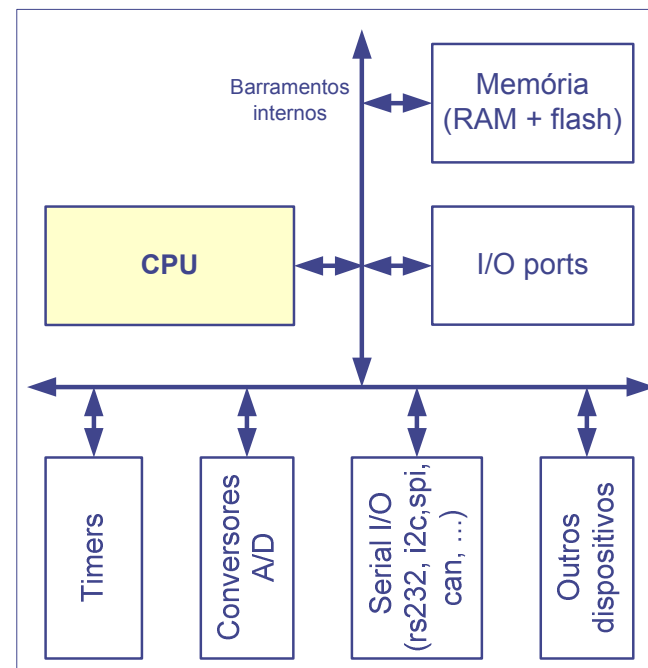 Barramentos
internos
Memória
(RAM + flash)
CPU
I/O ports
Timers
Conversores
A/D
Serial I/O
(rs232, i2c,spi,
can, ...)
Outros
dispositivos